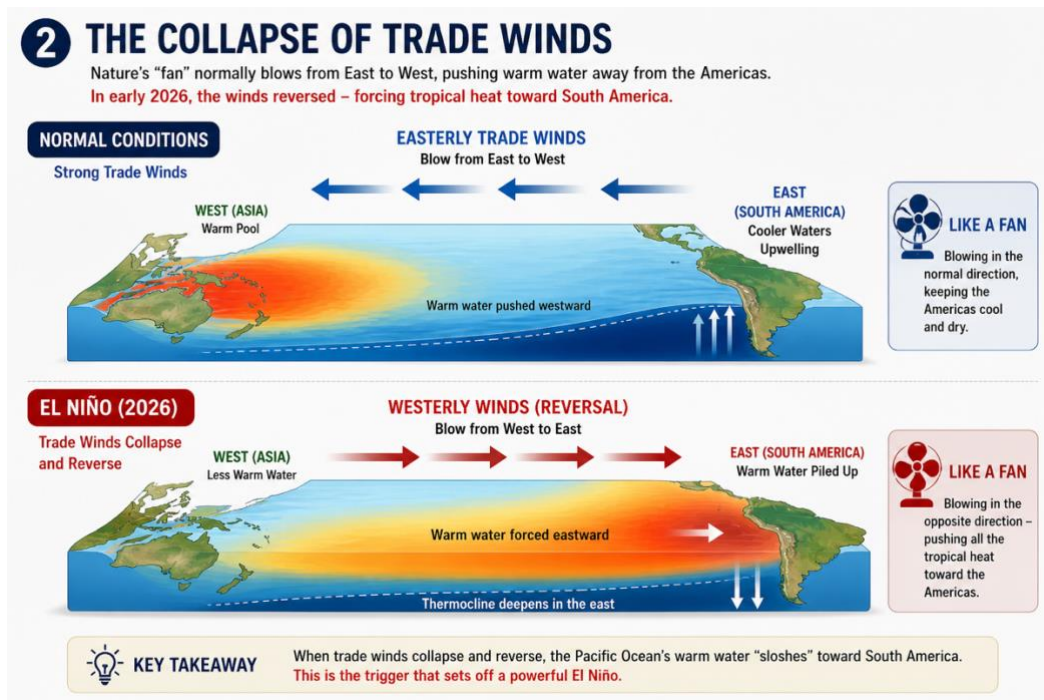 2 THE COLLAPSE OF TRADE WINDS
Nature's “fan” normally blows from East to West, pushing warm water away from the Americas.
In early 2026, the winds reversed – forcing tropical heat toward South America.
NORMAL CONDITIONS
Strong Trade Winds
EASTERLY TRADE WINDS
Blow from East to West
WEST (ASIA)
Warm Pool
EAST
(SOUTH AMERICA)
Cooler Waters
Upwelling
Warm water pushed westward
LIKE A FAN
Blowing in the
normal direction,
keeping the
Americas cool
and dry.
EL NIÑO (2026)
Trade Winds Collapse
and Reverse
WESTERLY WINDS (REVERSAL)
Blow from West to East
WEST (ASIA)
Less Warm Water
EAST (SOUTH AMERICA)
Warm Water Piled Up
Warm water forced eastward
Thermocline deepens in the east
LIKE A FAN
Blowing in the
opposite direction –
pushing all the
tropical heat
toward the
Americas.
KEY TAKEAWAY
When trade winds collapse and reverse, the Pacific Ocean's warm water “sloshes” toward South America.
This is the trigger that sets off a powerful El Niño.